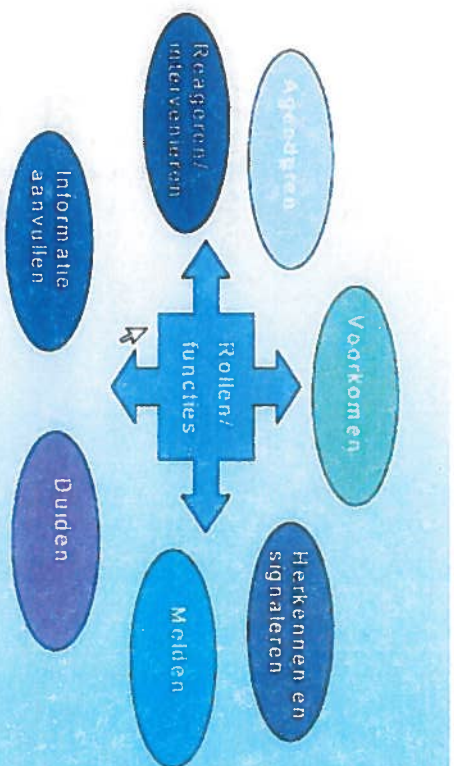 Voorkomen
Agenderen
Herkennen en
signaleren
Rollen/
functies
Reageren/
interveniëren
Melden
Informatie
aanvullen
Duiden